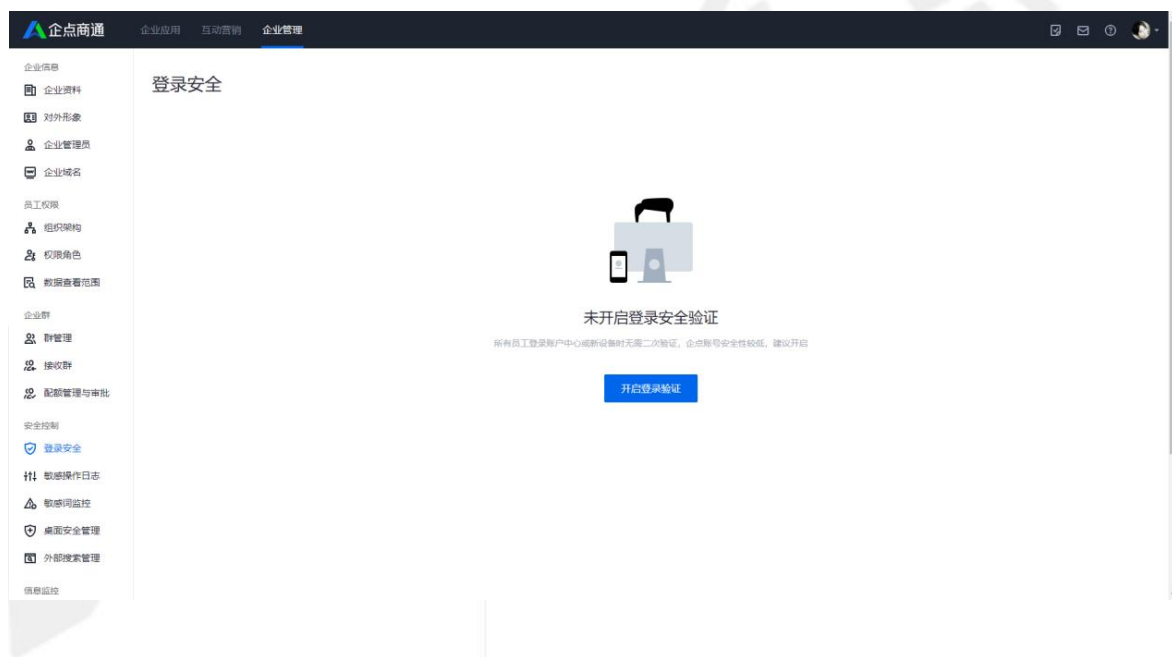 企点商通
企业应用 互动营销 企业管理
企业信息
企业资料
对外形象
企业管理员
企业域名
员工权限
组织架构
权限角色
数据查看范围
企业群
群管理
接收群
配额管理与审批
安全控制
登录安全
敏感操作日志
敏感词监控
桌面安全管理
外部搜索管理
信息监控
登录安全
未开启登录安全验证
所有员工登录账户中心或新设备时无需二次验证，企点账号安全性较低，建议开启
开启登录验证